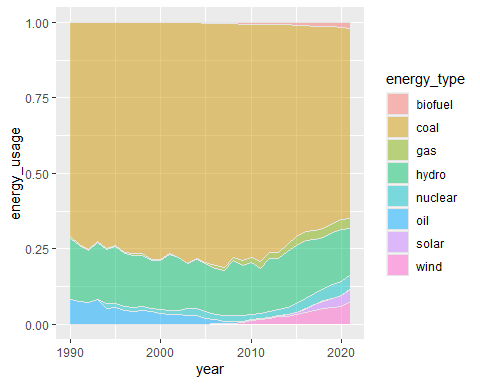 1.00
0.75
0.50
0.25
0.00
energy_usage
1990
2000
2010
2020
year
energy_type
biofuel
coal
gas
hydro
nuclear
oil
solar
wind